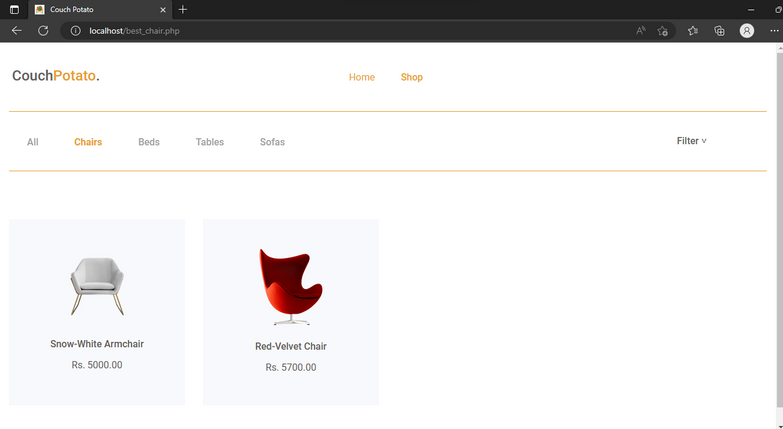 Couch Potato
localhost/best_chair.php
CouchPotato.
Home Shop
All Chairs Beds Tables Sofas Filter ˅
Snow-White Armchair
Rs. 5000.00
Red-Velvet Chair
Rs. 5700.00